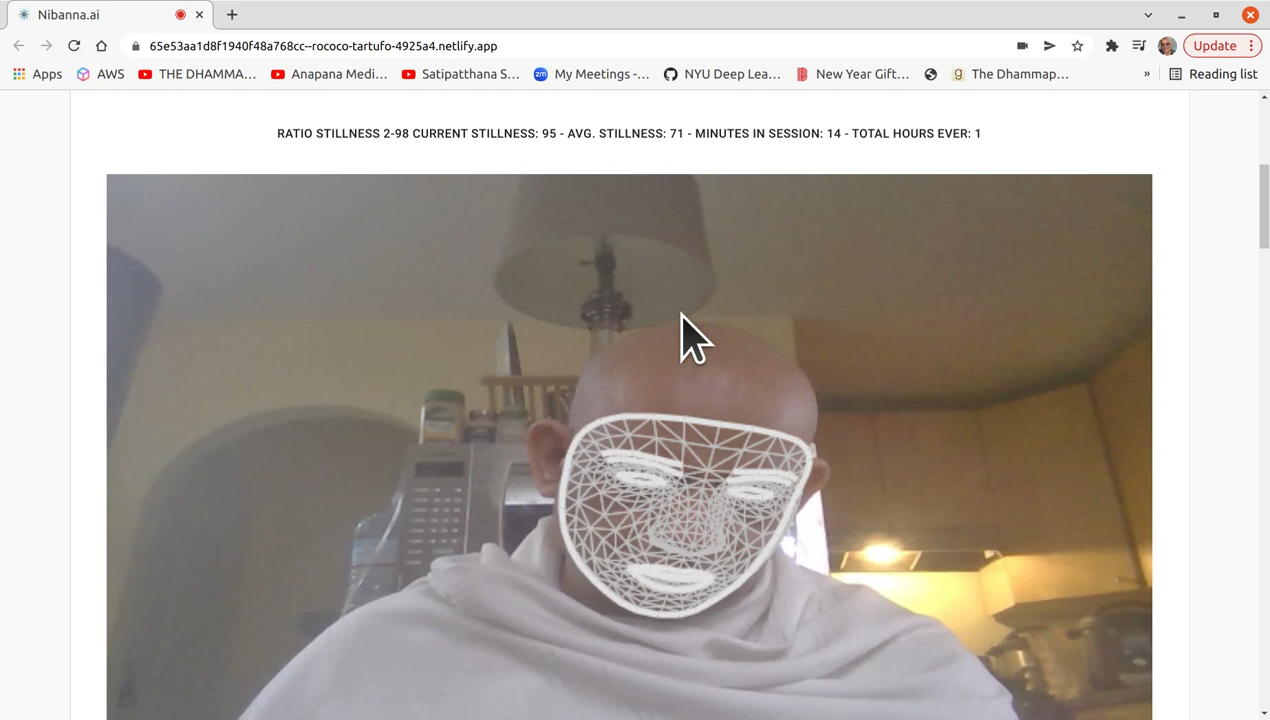 Nibanna.ai
65e53aa1d8f1940f48a768cc--rococo-tartufo-4925a4.netlify.app
Update
Apps AWS THE DHAMMA... Anapana Medi... Satipatthana S... zm My Meetings -... NYU Deep Lea... B New Year Gift... g The Dhammap... » Reading list
RATIO STILLNESS 2-98 CURRENT STILLNESS: 95 - AVG. STILLNESS: 71 - MINUTES IN SESSION: 14 - TOTAL HOURS EVER: 1